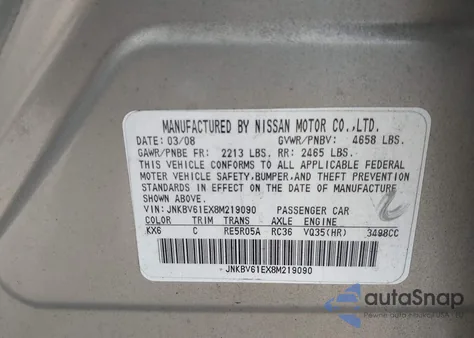 MANUFACTURED BY NISSAN MOTOR CO.,LTD.
DATE: 03/08 GVWR/PNBV: 4658 LBS.
GAWR/PNBE FR: 2213 LBS. RR: 2465 LBS.
THIS VEHICLE CONFORMS TO ALL APPLICABLE FEDERAL
MOTOR VEHICLE SAFETY, BUMPER, AND THEFT PREVENTION
STANDARDS IN EFFECT ON THE DATE OF MANUFACTURE
SHOWN ABOVE.
VIN: JNKBV61EX8M219090 PASSENGER CAR
COLOR TRIM TRANS AXLE ENGINE
KX6 C RE5R05A RC36 VQ35(HR) 3498CC
JNKBV61EX8M219090
autoSnap